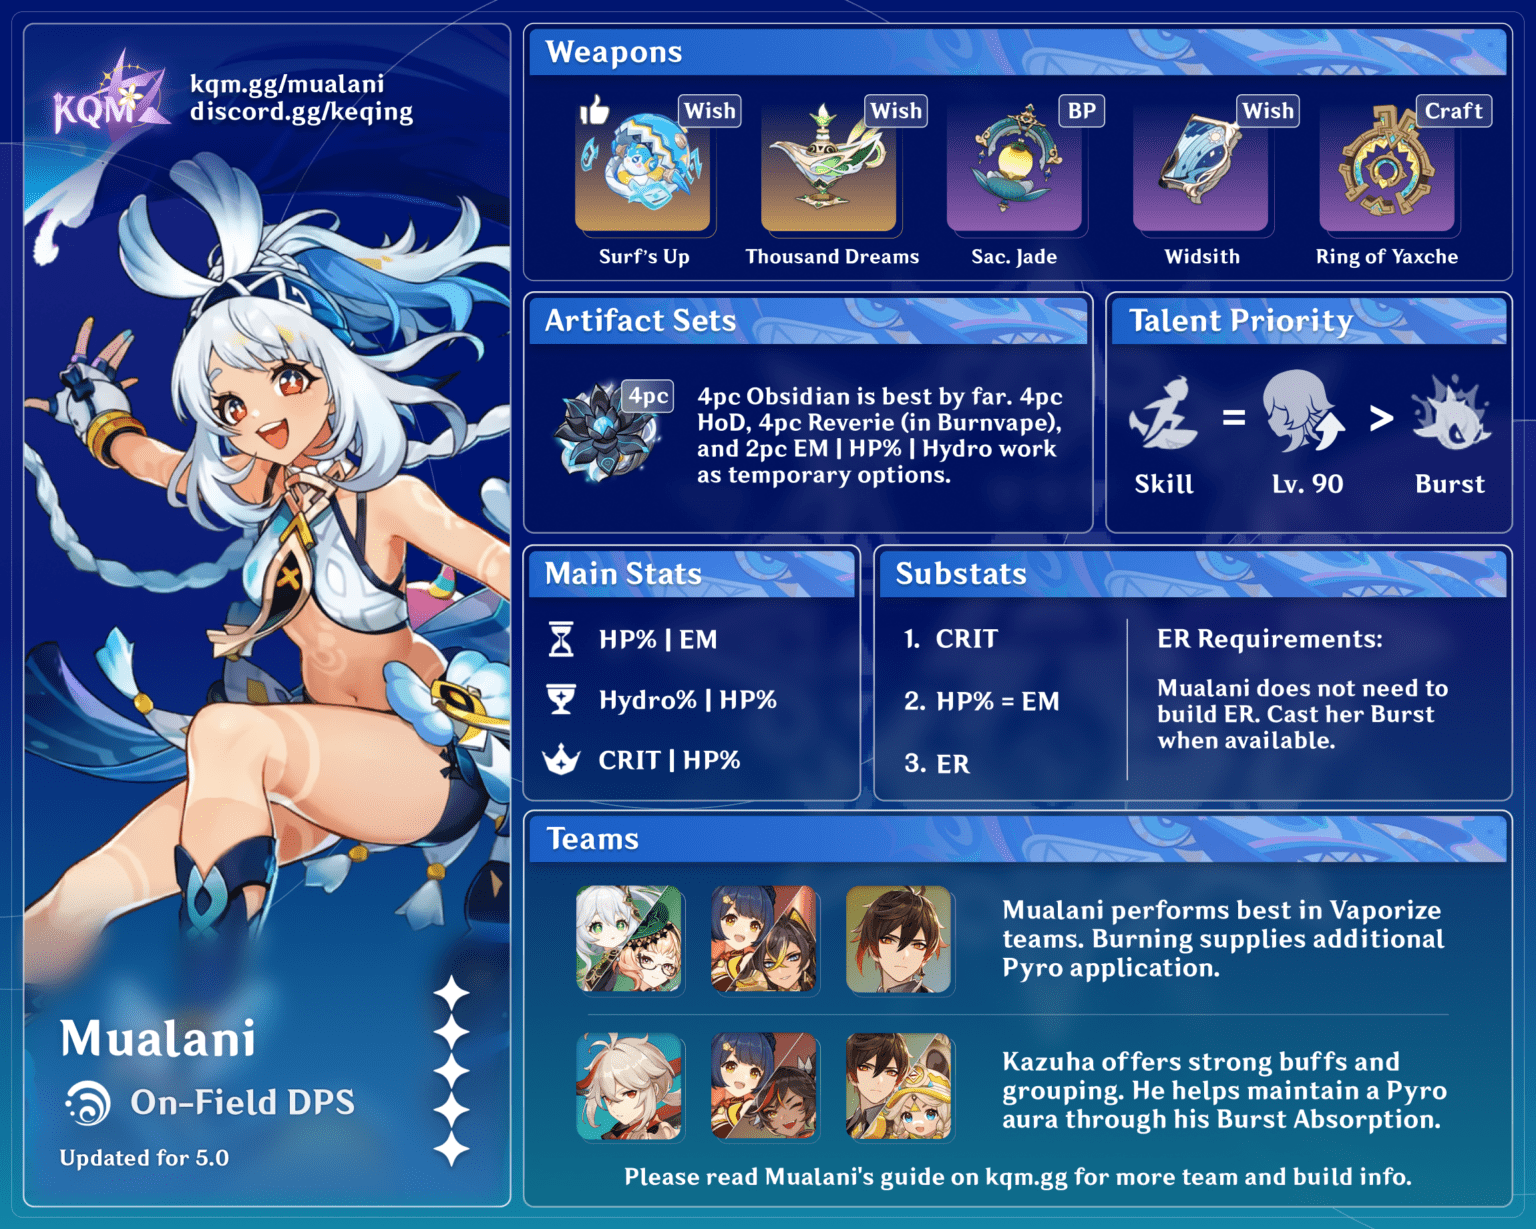 KQM
kqm.gg/mualani
discord.gg/keqing
Mualani
On-Field DPS
Updated for 5.0
Weapons
Wish
Wish
BP
Wish
Craft
Surf's Up
Thousand Dreams
Sac. Jade
Widsith
Ring of Yaxche
Artifact Sets
4pc
4pc Obsidian is best by far. 4pc
HoD, 4pc Reverie (in Burnvape),
and 2pc EM | HP% | Hydro work
as temporary options.
Talent Priority
Skill = Lv. 90 > Burst
Main Stats
HP% | EM
Hydro% | HP%
CRIT | HP%
Substats
1. CRIT
2. HP% = EM
3. ER
ER Requirements:
Mualani does not need to
build ER. Cast her Burst
when available.
Teams
Mualani performs best in Vaporize
teams. Burning supplies additional
Pyro application.
Kazuha offers strong buffs and
grouping. He helps maintain a Pyro
aura through his Burst Absorption.
Please read Mualani's guide on kqm.gg for more team and build info.